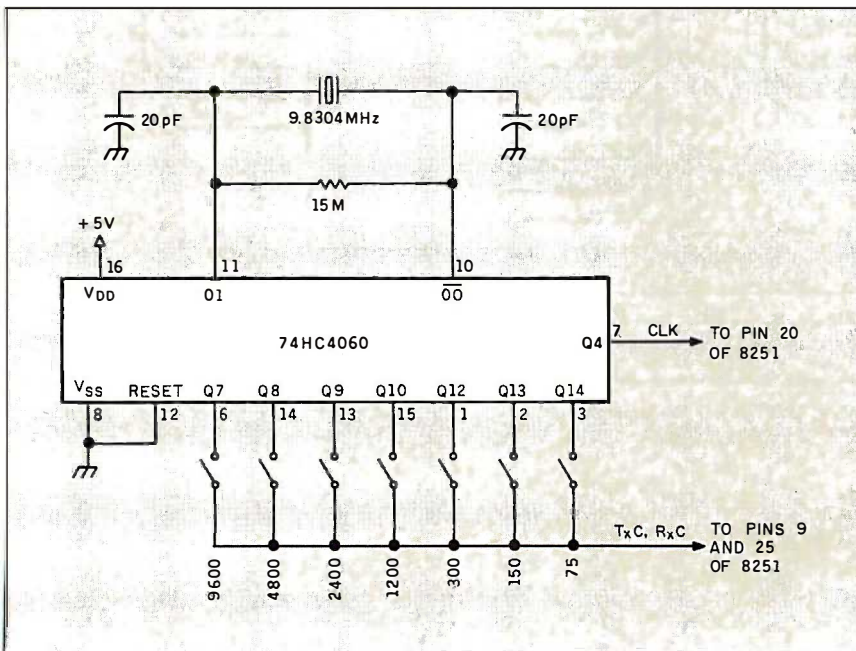 20pF
9.8304MHz
20pF
15M
+5V
16
11
10
VDD
O1
O̅O̅
74HC4060
Q4
7.
CLK
TO PIN 20
OF 8251
VSS
RESET
Q7
Q8
Q9
Q10
Q12
Q13
Q14
8
12
6
14
13
15
1
2
3
TxC, RxC
TO PINS 9
AND 25
OF 8251
9600
4800
2400
1200
300
150
75